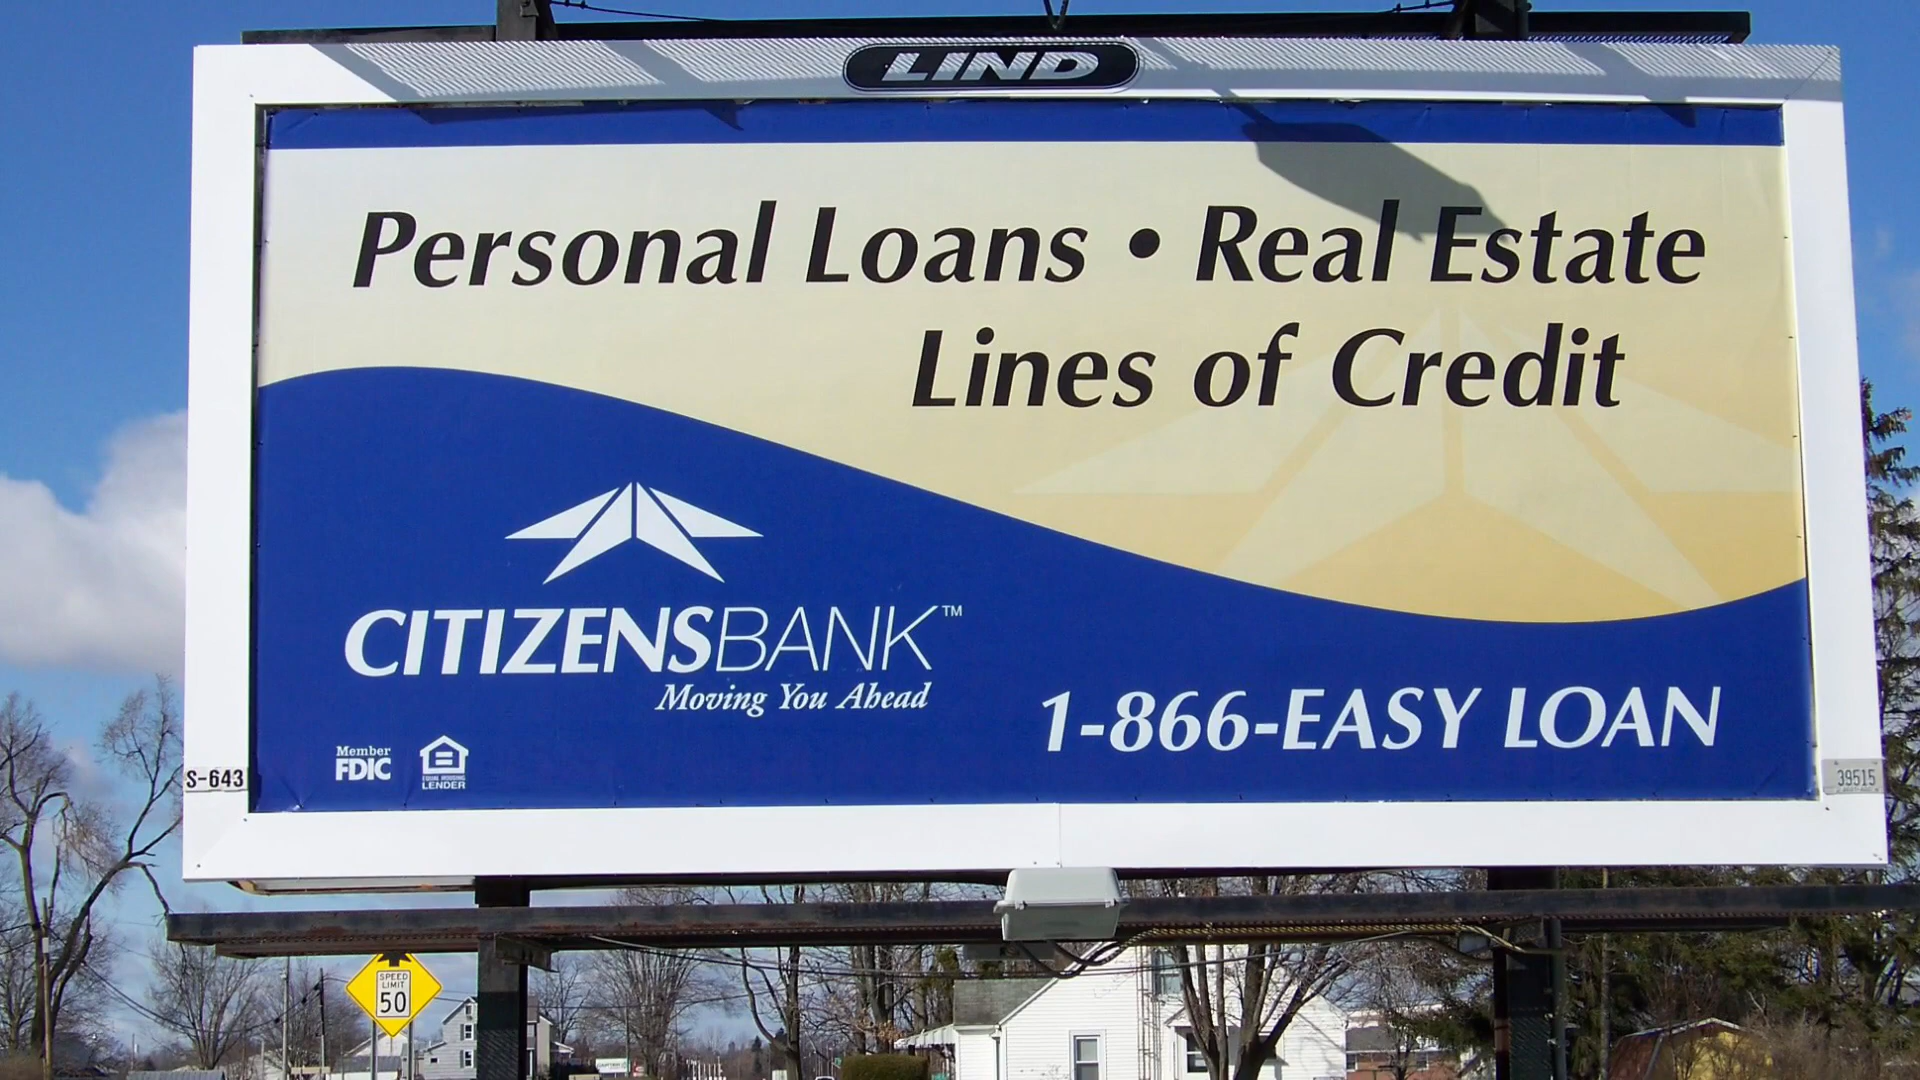 LIND
Personal Loans • Real Estate
Lines of Credit
CITIZENSBANK™
Moving You Ahead
1-866-EASY LOAN
Member
FDIC
EQUAL HOUSING
LENDER
S-643
39515
SPEED
LIMIT
50